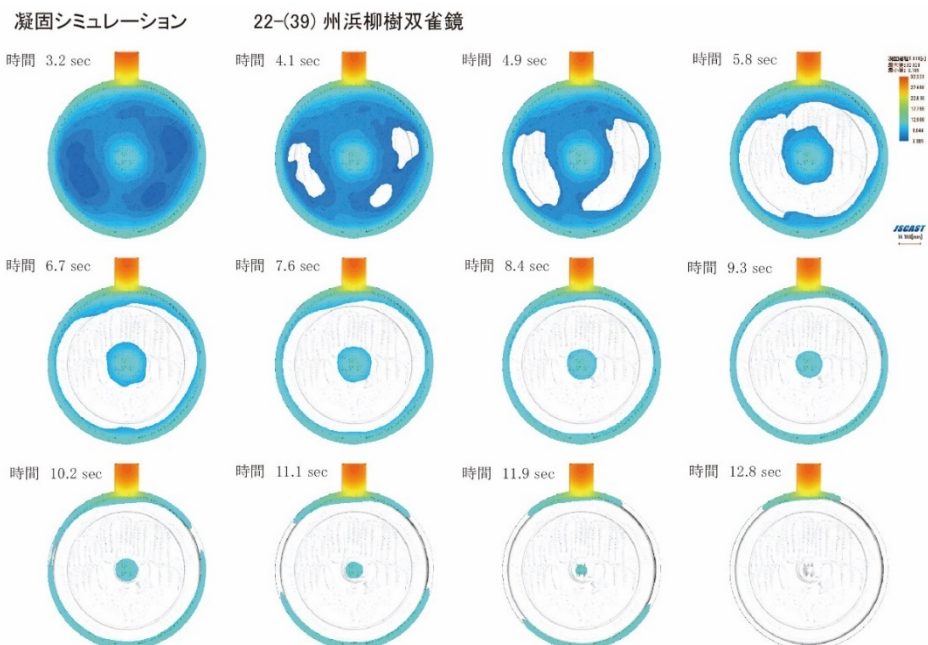 凝固シミュレーション
22-(39) 州浜柳樹双雀鏡
時間 3.2 sec
時間 4.1 sec
時間 4.9 sec
時間 5.8 sec
JSCAST
時間 6.7 sec
時間 7.6 sec
時間 8.4 sec
時間 9.3 sec
時間 10.2 sec
時間 11.1 sec
時間 11.9 sec
時間 12.8 sec